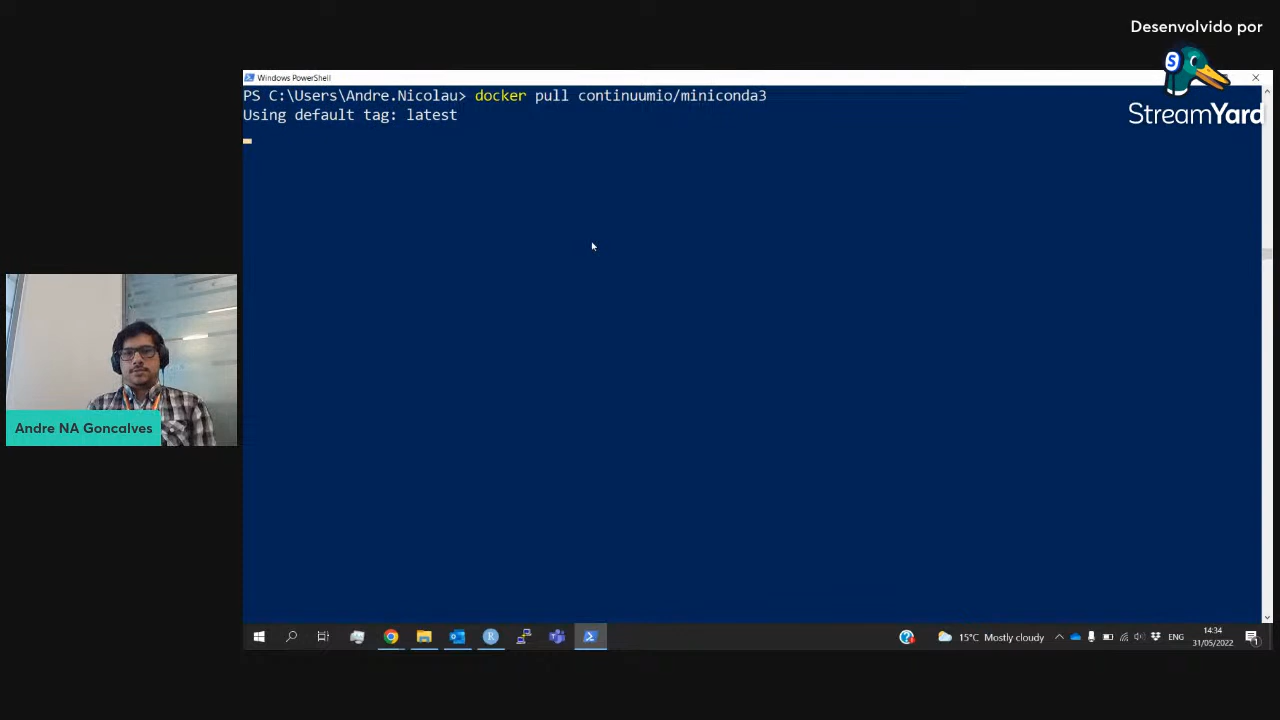 Desenvolvido por
StreamYard
Windows PowerShell
PS C:\Users\Andre.Nicolau> docker pull continuumio/miniconda3
Using default tag: latest
Andre NA Goncalves
15°C Mostly cloudy
ENG
14:34
31/05/2022